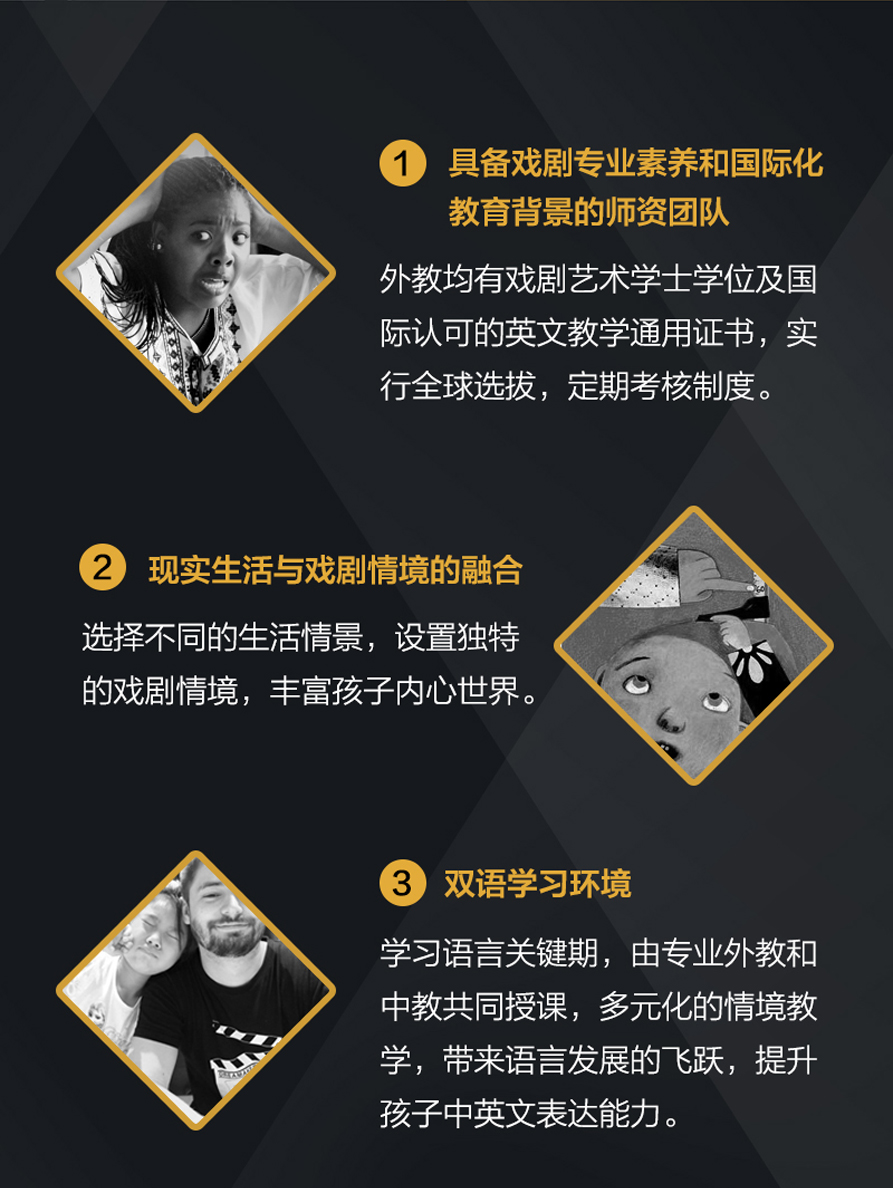 1 具备戏剧专业素养和国际化
教育背景的师资团队
外教均有戏剧艺术学士学位及国
际认可的英文教学通用证书，实
行全球选拔，定期考核制度。
2 现实生活与戏剧情境的融合
选择不同的生活情景，设置独特
的戏剧情境，丰富孩子内心世界。
3 双语学习环境
学习语言关键期，由专业外教和
中教共同授课，多元化的情境教
学，带来语言发展的飞跃，提升
孩子中英文表达能力。